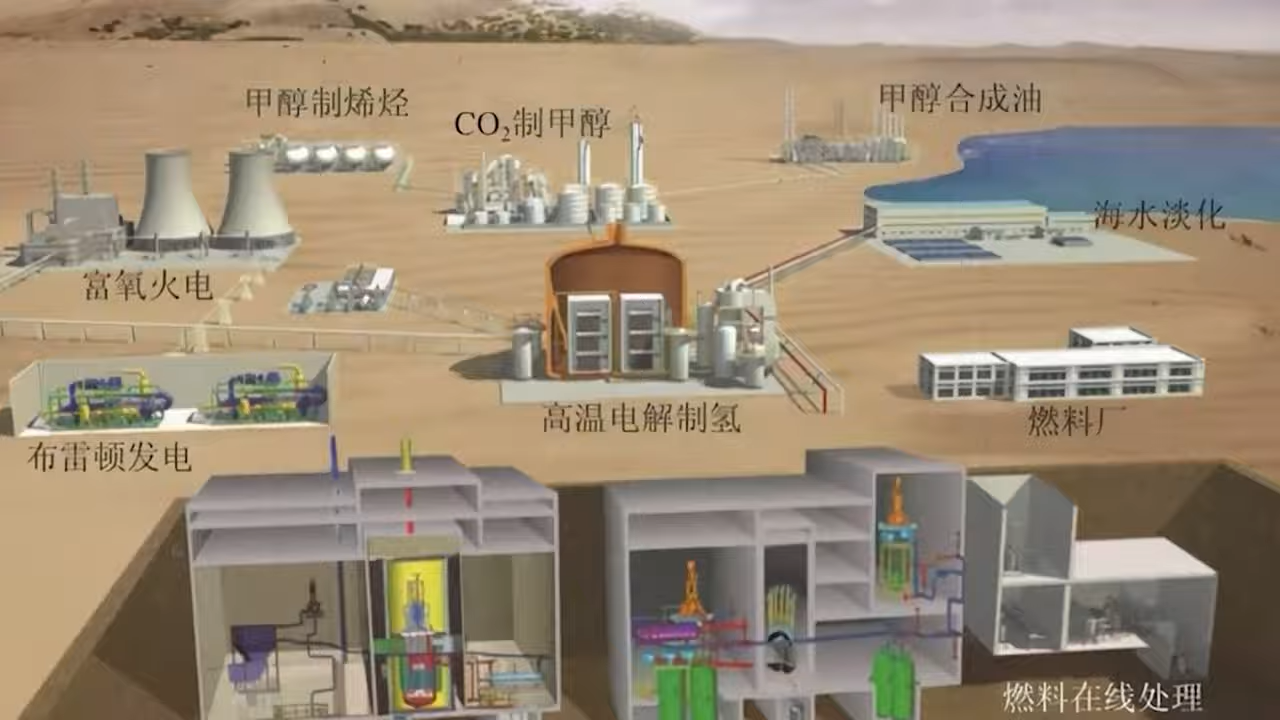 甲醇制烯烃
CO₂制甲醇
甲醇合成油
海水淡化
富氧火电
高温电解制氢
燃料厂
布雷顿发电
燃料在线处理